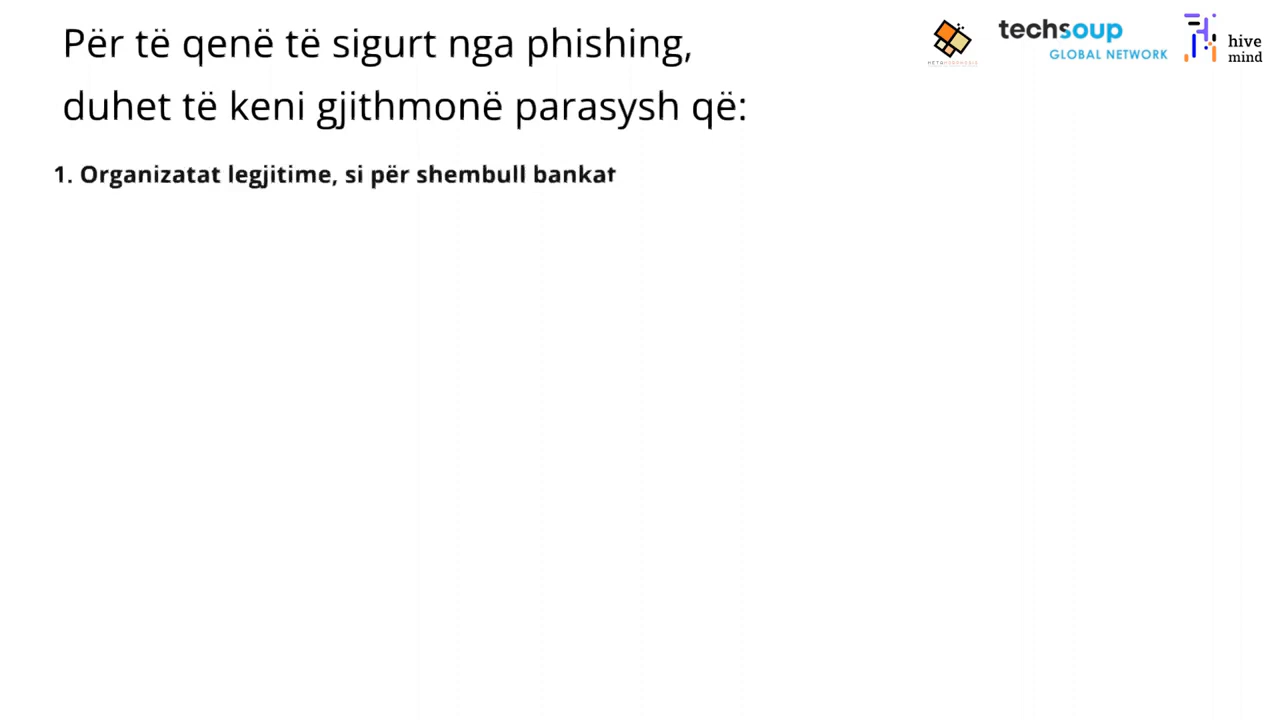 Për të qenë të sigurt nga phishing,
duhet të keni gjithmonë parasysh që:
1. Organizatat legjitime, si për shembull bankat
techsoup
GLOBAL NETWORK
hive
mind